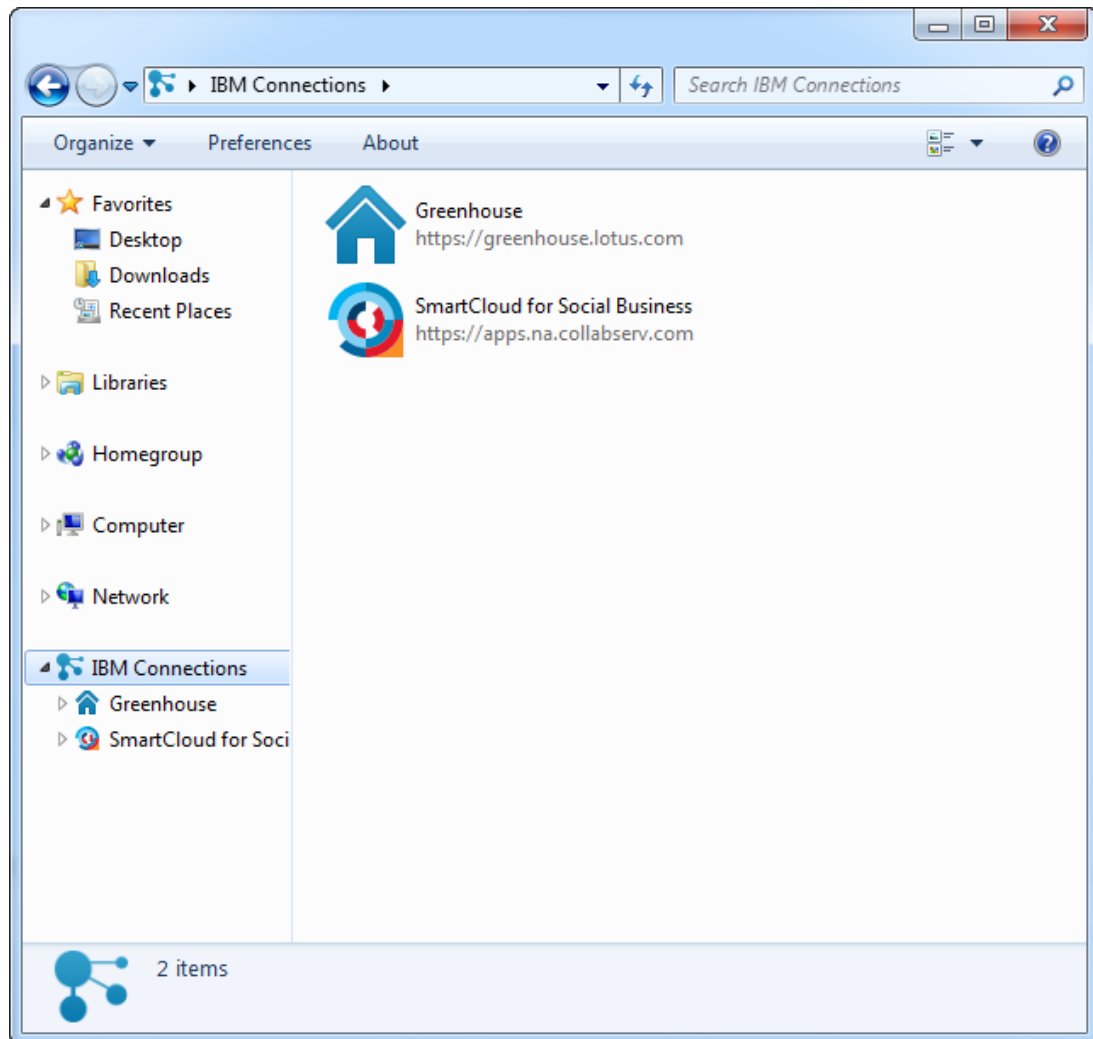 IBM Connections
Search IBM Connections
Organize Preferences About
Favorites
Desktop
Downloads
Recent Places
Libraries
Homegroup
Computer
Network
IBM Connections
Greenhouse
SmartCloud for Soci
Greenhouse
https://greenhouse.lotus.com
SmartCloud for Social Business
https://apps.na.collabserv.com
2 items